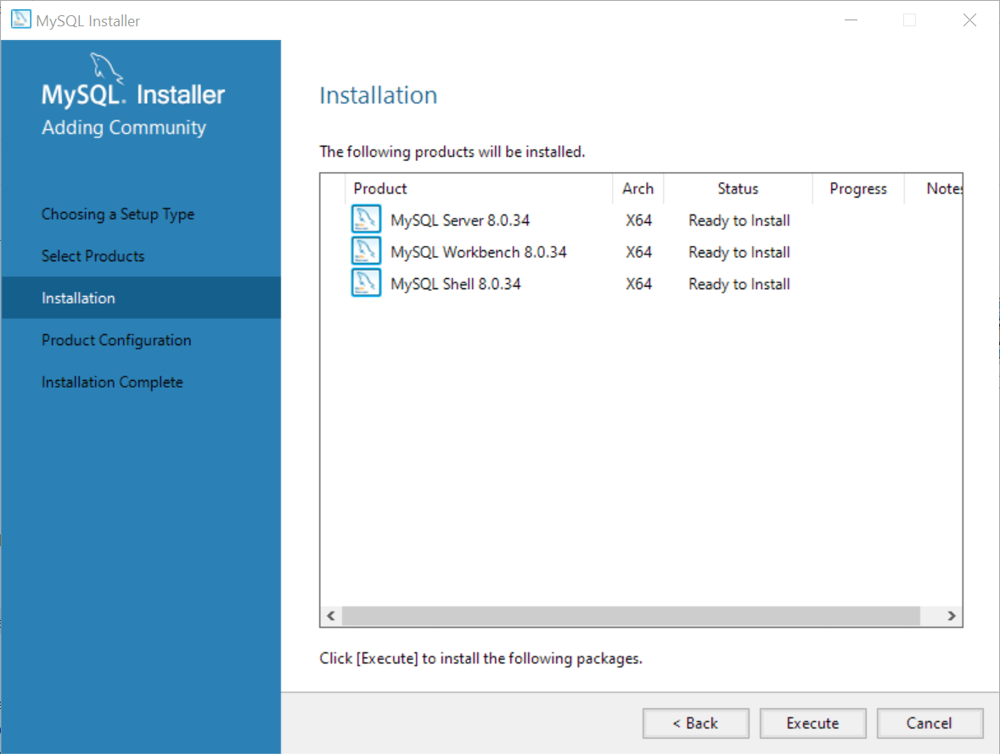 MySQL Installer
MySQL. Installer
Adding Community
Choosing a Setup Type
Select Products
Installation
Product Configuration
Installation Complete
Installation
The following products will be installed.
Product Arch Status Progress Notes
MySQL Server 8.0.34 X64 Ready to Install
MySQL Workbench 8.0.34 X64 Ready to Install
MySQL Shell 8.0.34 X64 Ready to Install
Click [Execute] to install the following packages.
< Back Execute Cancel